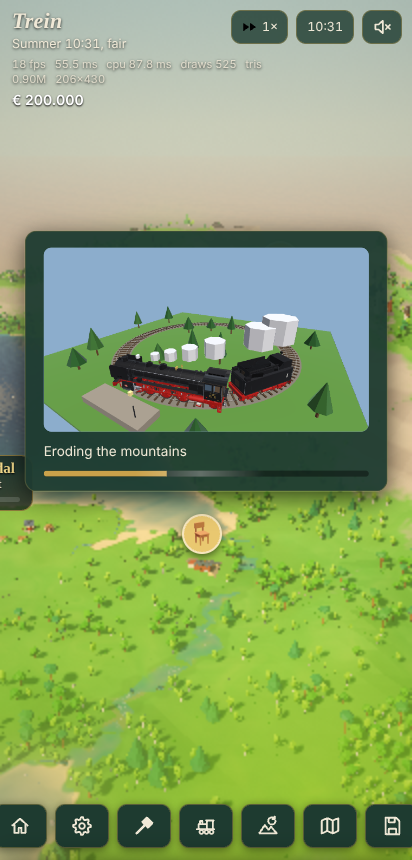 Trein
1×
10:31
Summer 10:31, fair
18 fps 55.5 ms cpu 87.8 ms draws 525 tris
0.90M 206×430
€ 200.000
Eroding the mountains